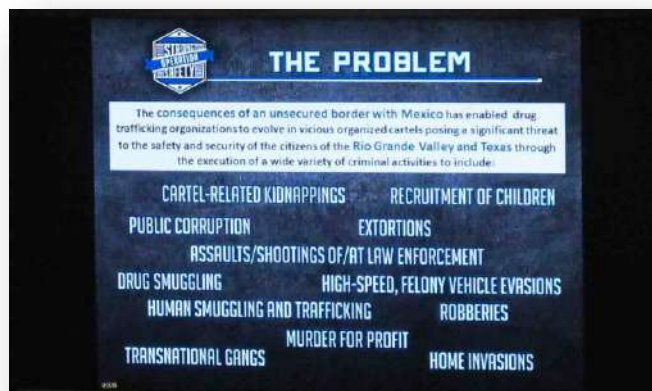 STRONG
OPERATION
SAFETY
THE PROBLEM
The consequences of an unsecured border with Mexico has enabled drug
trafficking organizations to evolve in vicious organized cartels posing a significant threat
to the safety and security of the citizens of the Rio Grande Valley and Texas through
the execution of a wide variety of criminal activities to include:
CARTEL-RELATED KIDNAPPINGS RECRUITMENT OF CHILDREN
PUBLIC CORRUPTION EXTORTIONS
ASSAULTS/SHOOTINGS OF/AT LAW ENFORCEMENT
DRUG SMUGGLING HIGH-SPEED, FELONY VEHICLE EVASIONS
HUMAN SMUGGLING AND TRAFFICKING ROBBERIES
MURDER FOR PROFIT
TRANSNATIONAL GANGS HOME INVASIONS